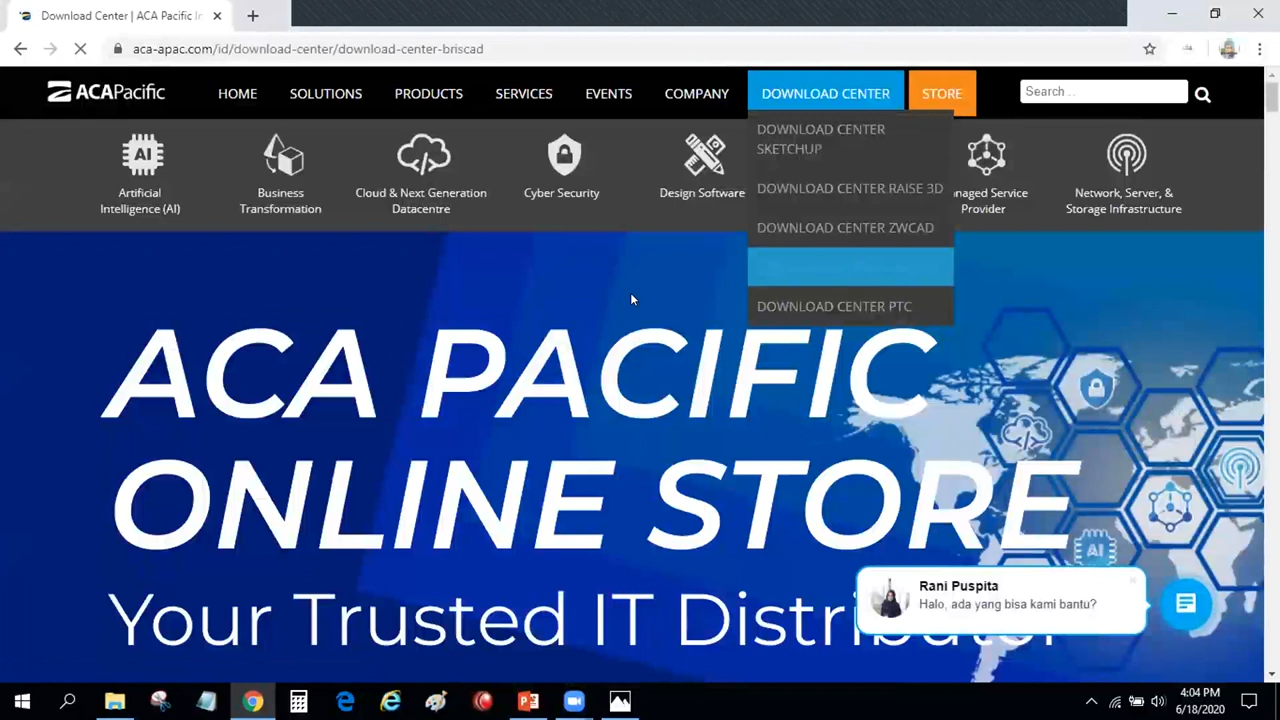 Download Center | ACA Pacific I
aca-apac.com/id/download-center/download-center-briscad
ACAPacific
HOME
SOLUTIONS
PRODUCTS
SERVICES
EVENTS
COMPANY
DOWNLOAD CENTER
STORE
Search ..
DOWNLOAD CENTER
SKETCHUP
DOWNLOAD CENTER RAISE 3D
DOWNLOAD CENTER ZWCAD
DOWNLOAD CENTER PTC
AI
Artificial
Intelligence (AI)
Business
Transformation
Cloud & Next Generation
Datacentre
Cyber Security
Design Software
anaged Service
Provider
Network, Server, &
Storage Infrastructure
ACA PACIFIC
ONLINE STORE
Your Trusted IT Distributor
AI
Rani Puspita
Halo, ada yang bisa kami bantu?
4:04 PM
6/18/2020